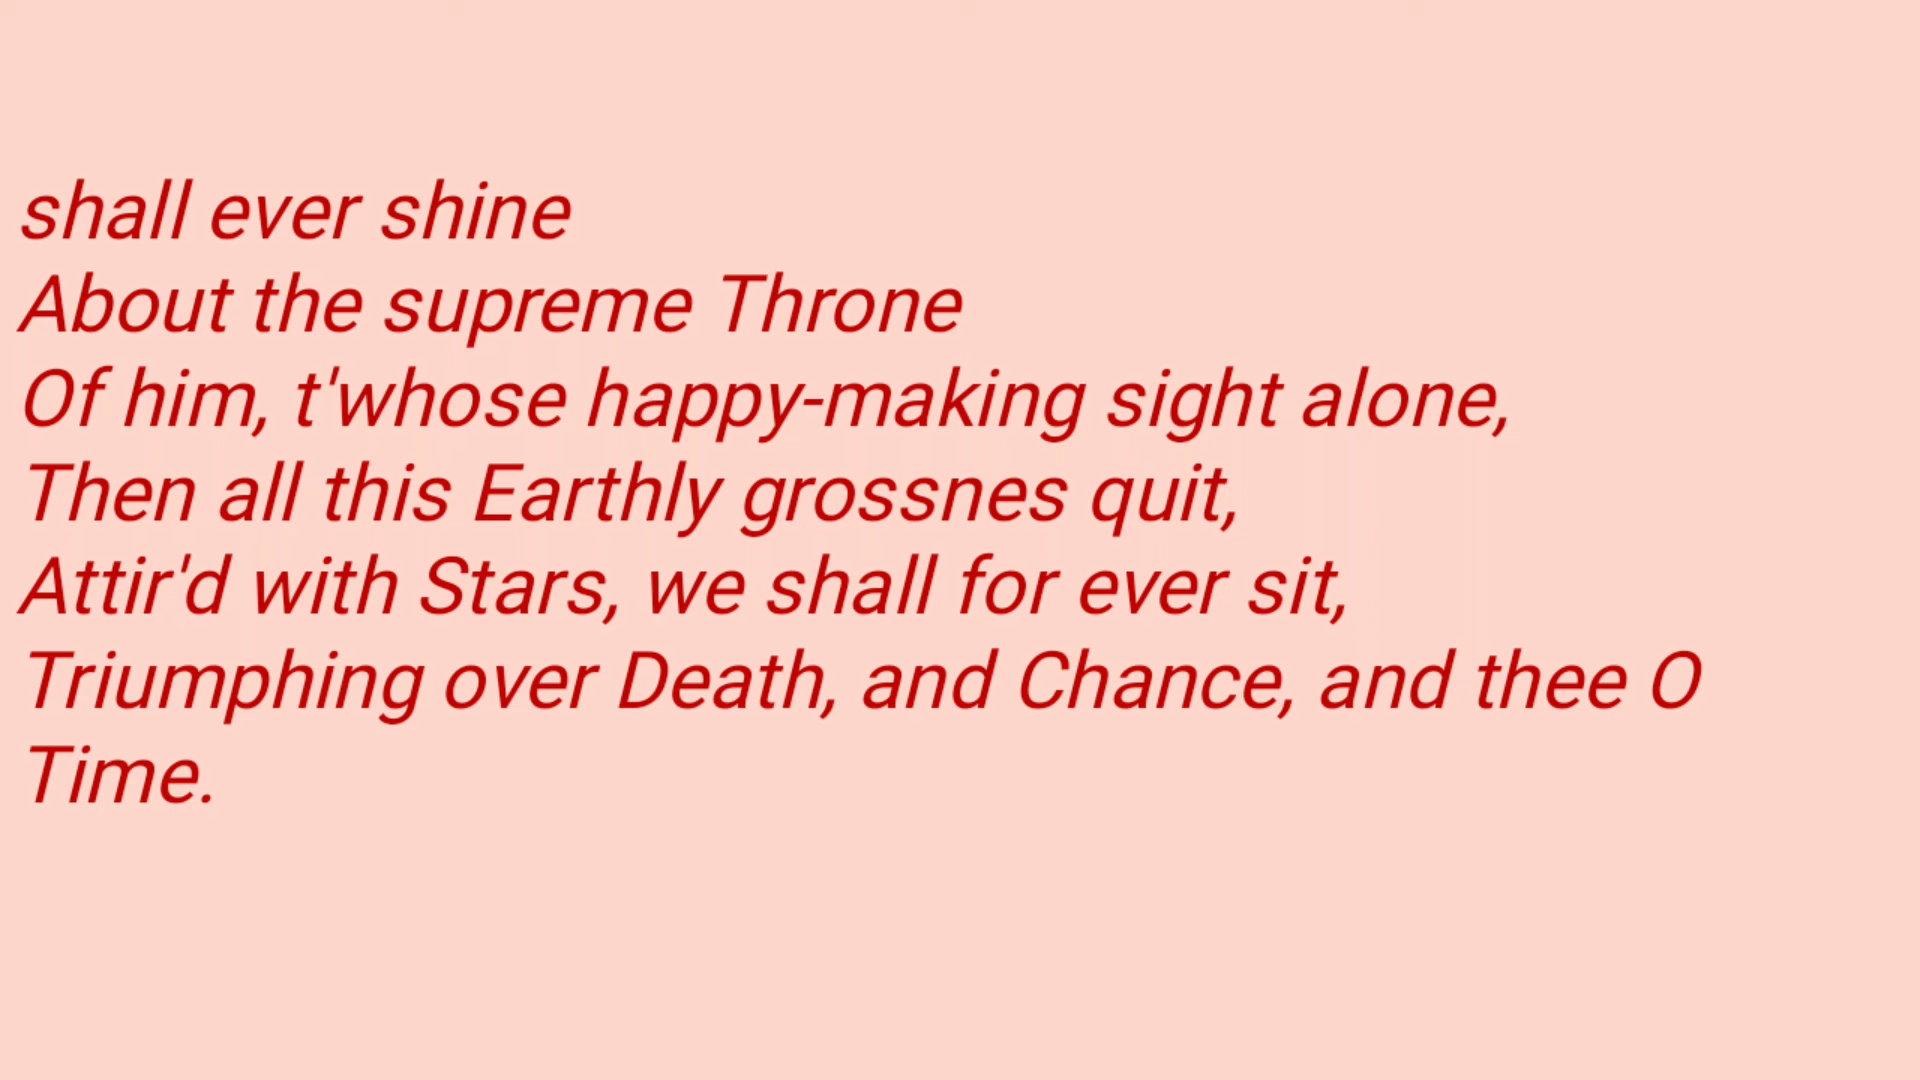 shall ever shine
About the supreme Throne
Of him, t'whose happy-making sight alone,
Then all this Earthly grossnes quit,
Attir'd with Stars, we shall for ever sit,
Triumphing over Death, and Chance, and thee O
Time.